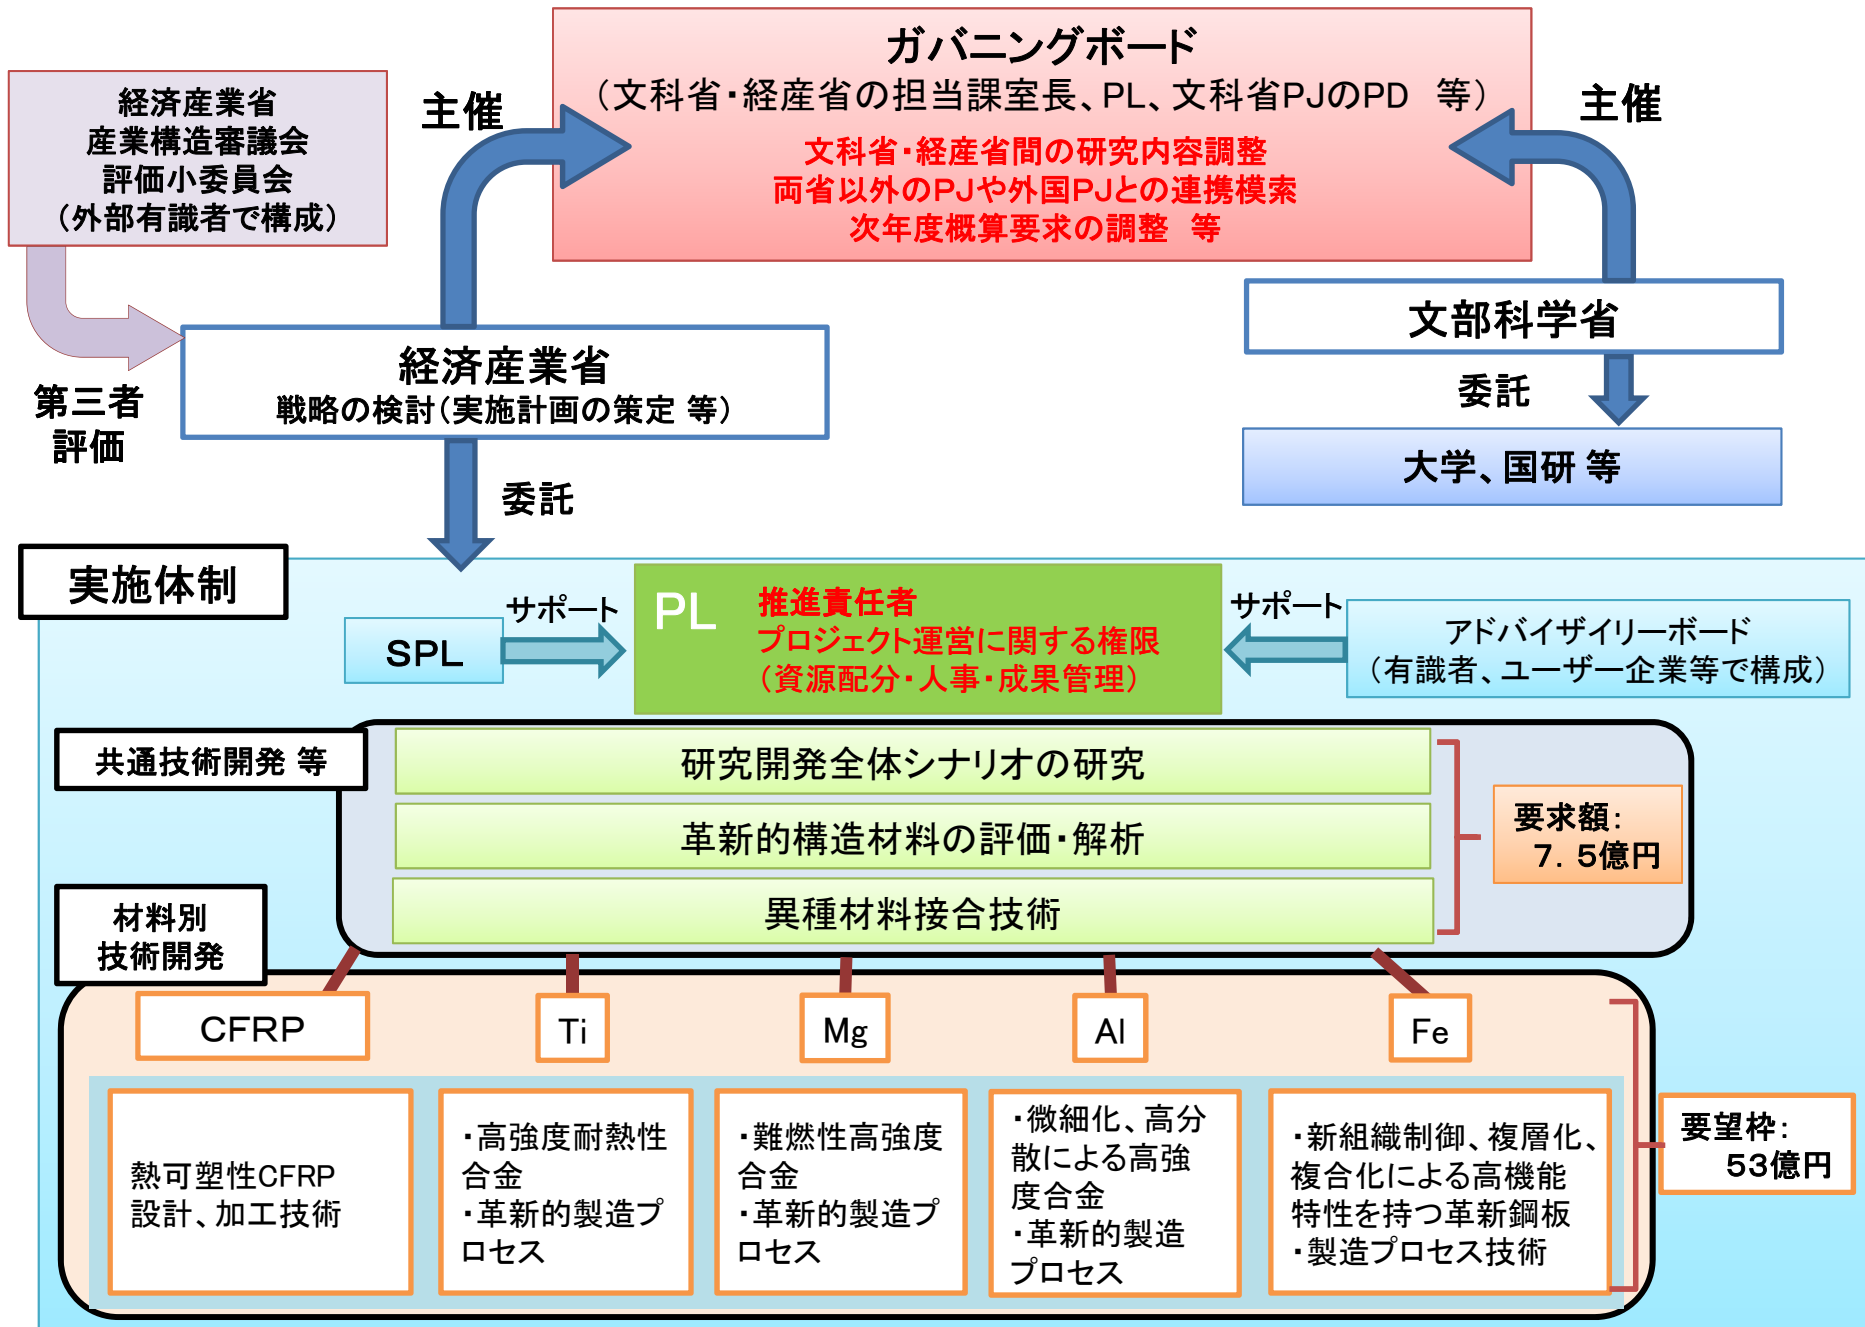 ガバニングボード
（文科省・経産省の担当課室長、PL、文科省PJのPD　等）
文科省・経産省間の研究内容調整
両省以外のPJや外国PJとの連携模索
次年度概算要求の調整　等
経済産業省
産業構造審議会
評価小委員会
（外部有識者で構成）
主催
主催
文部科学省
経済産業省
戦略の検討（実施計画の策定 等）
第三者
評価
委託
大学、国研 等
委託
実施体制
サポート
SPL
PL
推進責任者
プロジェクト運営に関する権限
（資源配分・人事・成果管理）
サポート
アドバイザイリーボード
（有識者、ユーザー企業等で構成）
共通技術開発 等
研究開発全体シナリオの研究
革新的構造材料の評価・解析
異種材料接合技術
要求額：
７．５億円
材料別
技術開発
CFRP
Ti
Mg
Al
Fe
熱可塑性CFRP
設計、加工技術
・高強度耐熱性
合金
・革新的製造プ
ロセス
・難燃性高強度
合金
・革新的製造プ
ロセス
・微細化、高分
散による高強
度合金
・革新的製造
プロセス
・新組織制御、複層化、
複合化による高機能
特性を持つ革新鋼板
・製造プロセス技術
要望枠：
５３億円